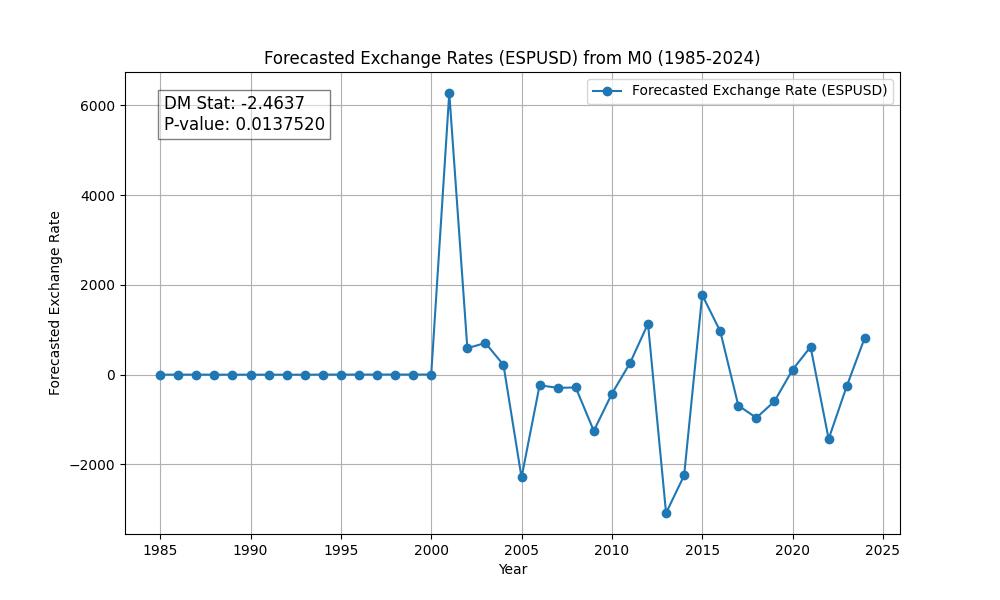 Forecasted Exchange Rates (ESPUSD) from M0 (1985-2024)
DM Stat: -2.4637
P-value: 0.0137520
Forecasted Exchange Rate (ESPUSD)
Forecasted Exchange Rate
6000
4000
2000
0
−2000
1985 1990 1995 2000 2005 2010 2015 2020 2025
Year